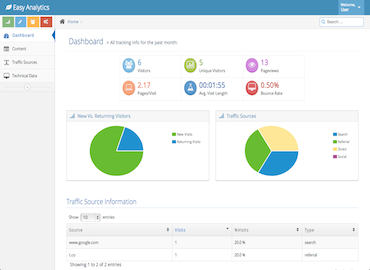 Easy Analytics
Welcome,
User
Home
Search ...
Dashboard
Content
Traffic Sources
Technical Data
Dashboard » All tracking info for the past month:
6
Visitors
5
Unique Visitors
13
Pageviews
2.17
Pages/Visit
00:01:55
Avg. Visit Length
0.50%
Bounce Rate
New Vs. Returning Visitors
New Visits
Returning Visits
Traffic Sources
Search
Referral
Direct
Social
Traffic Source Information
Show 10 entries
Source Visits %Visits Type
www.google.com 1 20.0 % search
1 20.0 % referral
Showing 1 to 2 of 2 entries